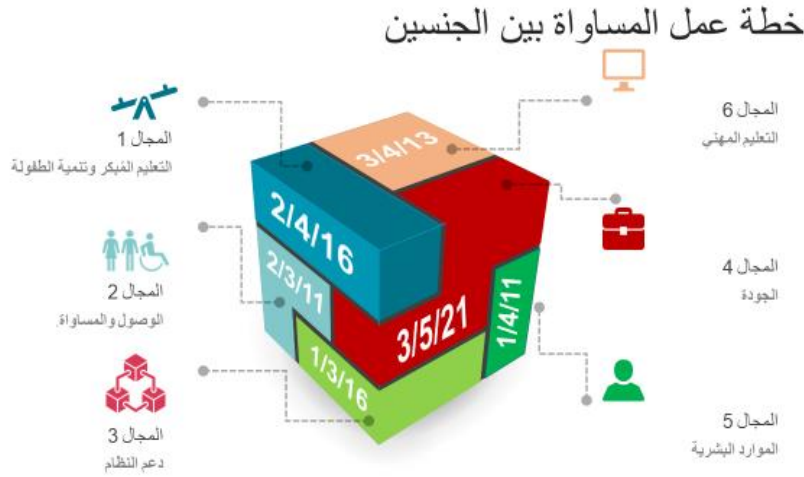 خطة عمل المساواة بين الجنسين
المجال 1
التعليم المُبكر وتنمية الطفولة
المجال 2
الوصول والمساواة.
المجال 3
دعم النظام
المجال 6
التعليم المهني
المجال 4
الجودة
المجال 5
الموارد البشرية
3/4/13
2/4/16
2/3/11
1/3/16
3/5/21
1/4/11